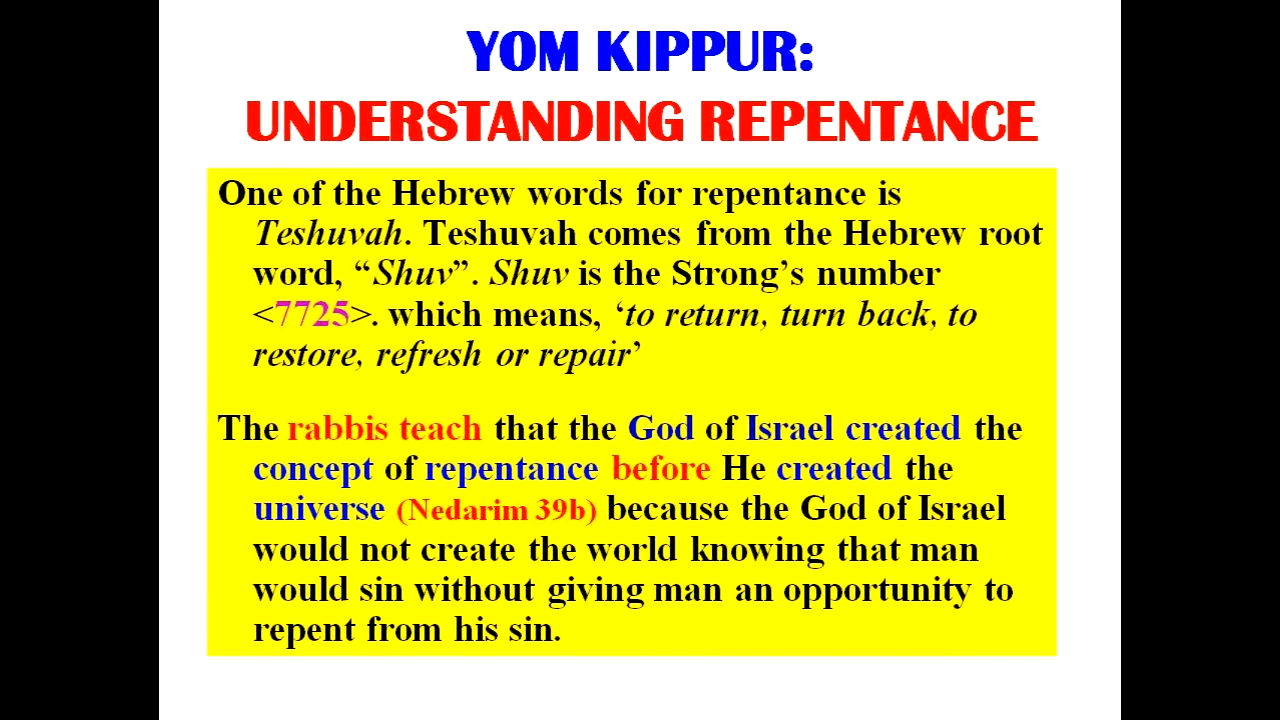 YOM KIPPUR:
UNDERSTANDING REPENTANCE
One of the Hebrew words for repentance is
Teshuvah. Teshuvah comes from the Hebrew root
word, “Shuv”. Shuv is the Strong’s number
<7725>. which means, ‘to return, turn back, to
restore, refresh or repair’
The rabbis teach that the God of Israel created the
concept of repentance before He created the
universe (Nedarim 39b) because the God of Israel
would not create the world knowing that man
would sin without giving man an opportunity to
repent from his sin.